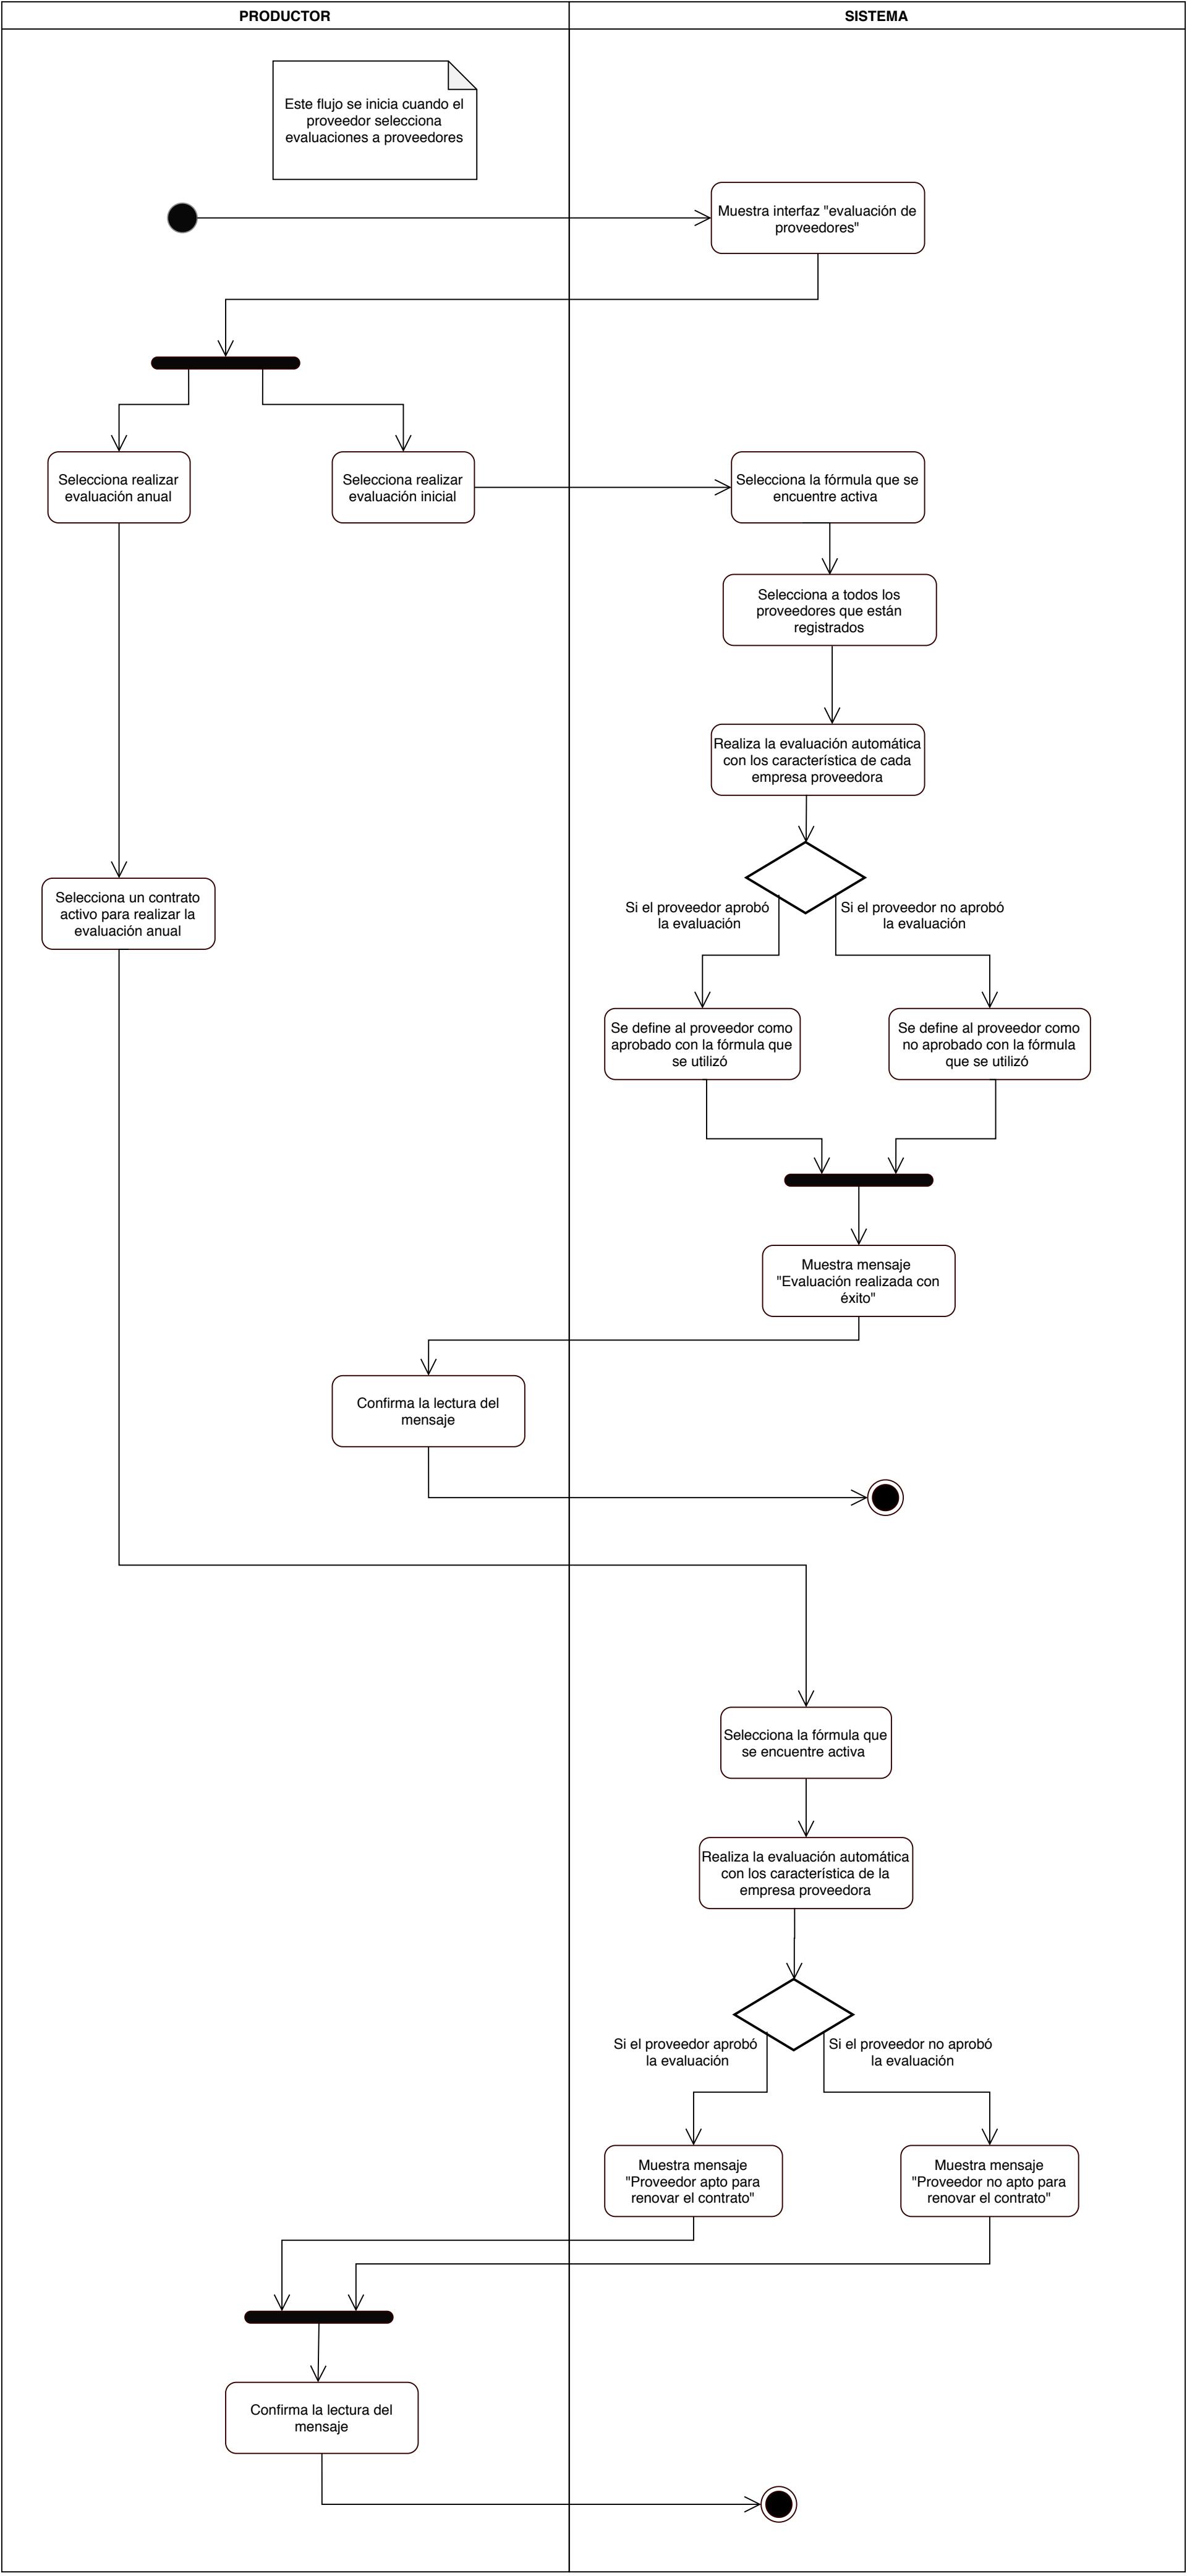 PRODUCTOR
SISTEMA
Este flujo se inicia cuando el
proveedor selecciona
evaluaciones a proveedores
Muestra interfaz "evaluación de
proveedores"
Selecciona realizar
evaluación anual
Selecciona realizar
evaluación inicial
Selecciona la fórmula que se
encuentre activa
Selecciona a todos los
proveedores que están
registrados
Realiza la evaluación automática
con los característica de cada
empresa proveedora
Selecciona un contrato
activo para realizar la
evaluación anual
Si el proveedor aprobó
la evaluación
Si el proveedor no aprobó
la evaluación
Se define al proveedor como
aprobado con la fórmula que
se utilizó
Se define al proveedor como
no aprobado con la fórmula
que se utilizó
Muestra mensaje
"Evaluación realizada con
éxito"
Confirma la lectura del
mensaje
Selecciona la fórmula que
se encuentre activa
Realiza la evaluación automática
con los característica de la
empresa proveedora
Si el proveedor aprobó
la evaluación
Si el proveedor no aprobó
la evaluación
Muestra mensaje
"Proveedor apto para
renovar el contrato"
Muestra mensaje
"Proveedor no apto para
renovar el contrato"
Confirma la lectura del
mensaje